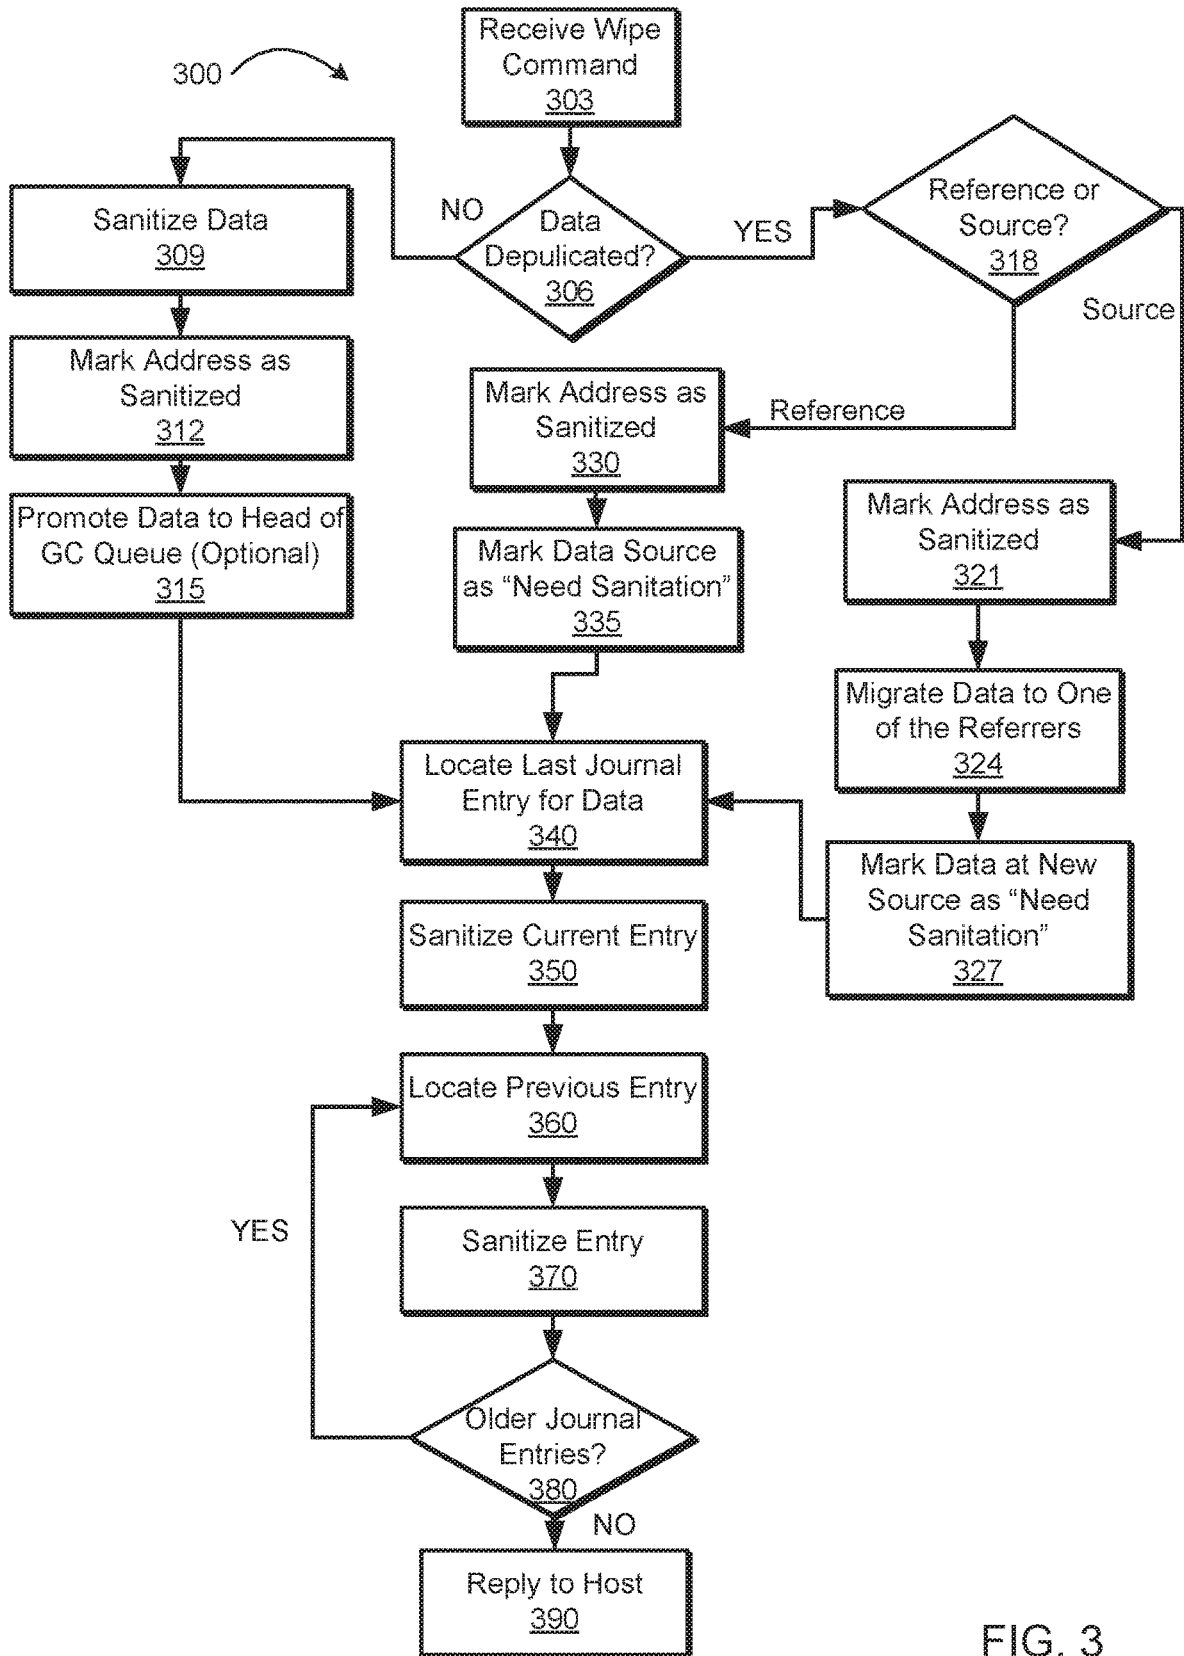 300
Receive Wipe
Command
303
NO
Data
Depulicated?
306
YES
Reference or
Source?
318
Source
Sanitize Data
309
Mark Address as
Sanitized
312
Promote Data to Head of
GC Queue (Optional)
315
Mark Address as
Sanitized
330
Reference
Mark Data Source
as “Need Sanitation”
335
Mark Address as
Sanitized
321
Migrate Data to One
of the Referrers
324
Mark Data at New
Source as “Need
Sanitation”
327
Locate Last Journal
Entry for Data
340
Sanitize Current Entry
350
Locate Previous Entry
360
YES
Sanitize Entry
370
Older Journal
Entries?
380
NO
Reply to Host
390
FIG. 3